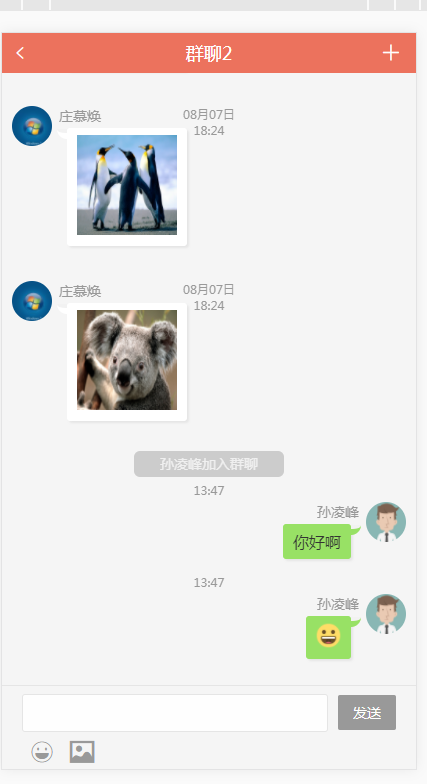 群聊2
庄慕焕
08月07日
18:24
庄慕焕
08月07日
18:24
孙凌峰加入群聊
13:47
孙凌峰
你好啊
13:47
孙凌峰
发送